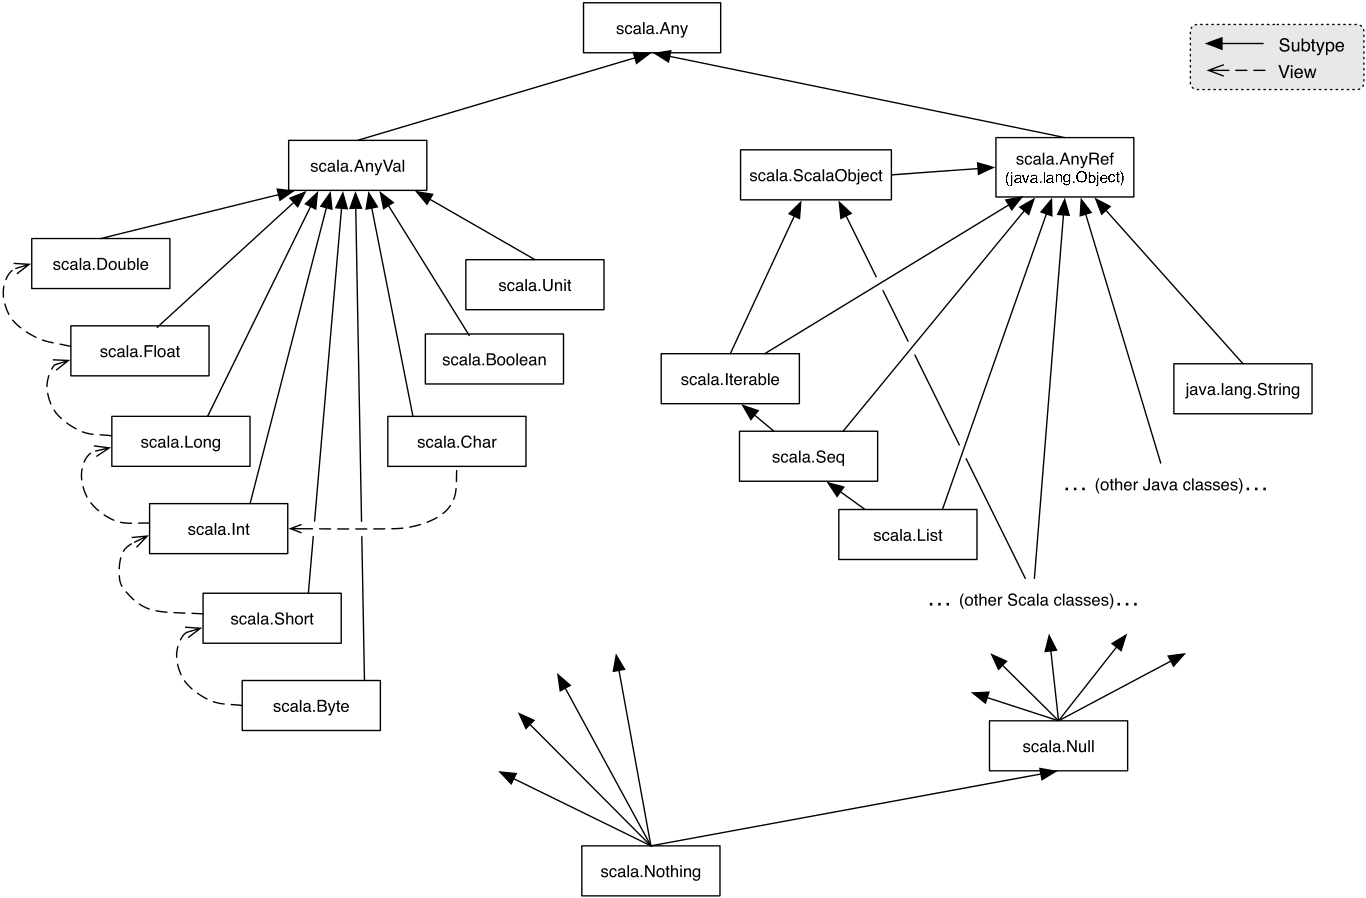 scala.Any
Subtype
View
scala.AnyVal
scala.ScalaObject
scala.AnyRef
(java.lang.Object)
scala.Double
scala.Unit
scala.Float
scala.Boolean
scala.Iterable
java.lang.String
scala.Long
scala.Char
scala.Seq
... (other Java classes)...
scala.Int
scala.List
... (other Scala classes)...
scala.Short
scala.Byte
scala.Null
scala.Nothing